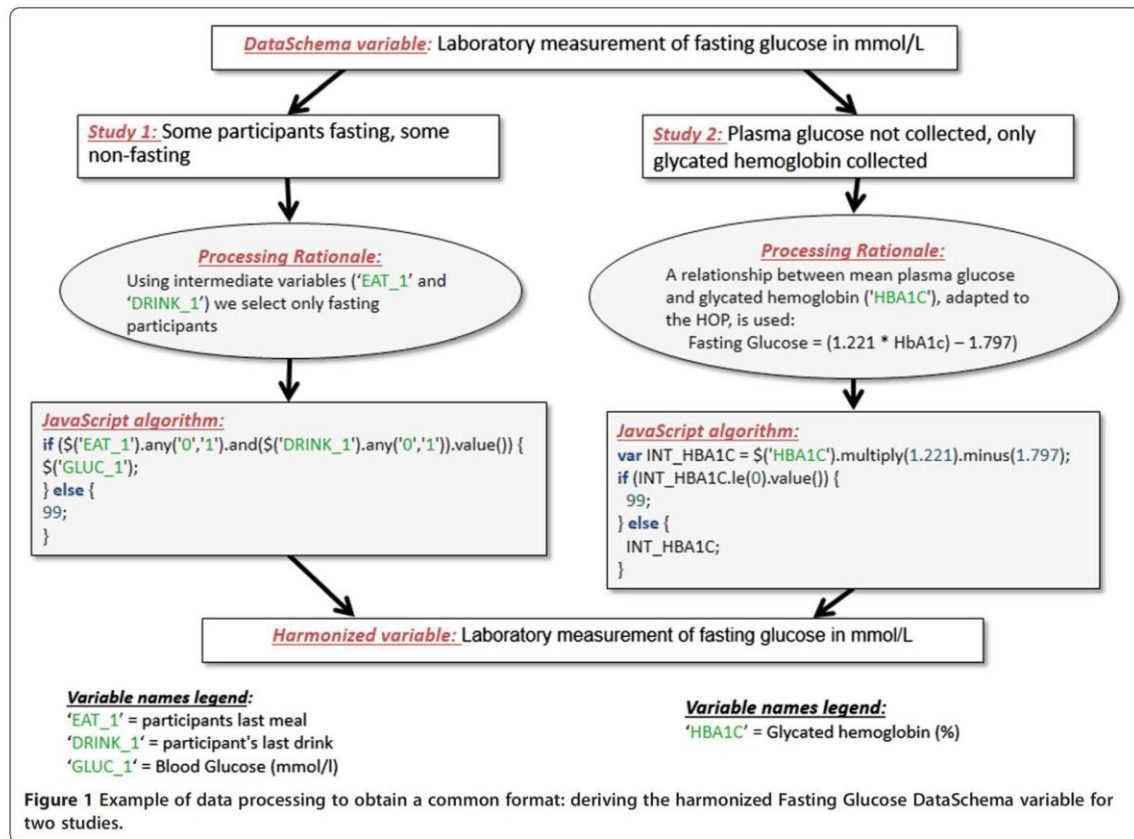 DataSchema variable: Laboratory measurement of fasting glucose in mmol/L
Study 1: Some participants fasting, some
non-fasting
Processing Rationale:
Using intermediate variables ('EAT_1' and
'DRINK_1') we select only fasting
participants
JavaScript algorithm:
if ($('EAT_1').any('0','1').and($('DRINK_1').any('0','1')).value()) {
$('GLUC_1');
} else {
99;
}
Study 2: Plasma glucose not collected, only
glycated hemoglobin collected
Processing Rationale:
A relationship between mean plasma glucose
and glycated hemoglobin ('HBA1C'), adapted to
the HOP, is used:
Fasting Glucose = (1.221 * HbA1c) – 1.797)
JavaScript algorithm:
var INT_HBA1C = $('HBA1C').multiply(1.221).minus(1.797);
if (INT_HBA1C.le(0).value()) {
99;
} else {
INT_HBA1C;
}
Harmonized variable: Laboratory measurement of fasting glucose in mmol/L
Variable names legend:
'EAT_1' = participants last meal
'DRINK_1' = participant's last drink
'GLUC_1' = Blood Glucose (mmol/l)
Variable names legend:
'HBA1C' = Glycated hemoglobin (%)
Figure 1 Example of data processing to obtain a common format: deriving the harmonized Fasting Glucose DataSchema variable for
two studies.